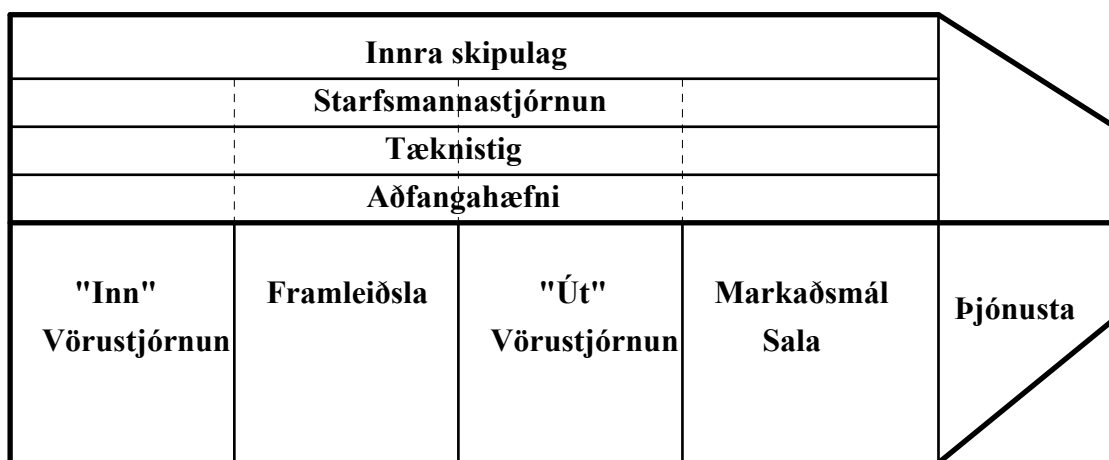 Innra skipulag
Starfsmannastjórnun
Tæknistig
Aðfangahæfni
"Inn"
Vörustjórnun
Framleiðsla
"Út"
Vörustjórnun
Markaðsmál
Sala
Þjónusta